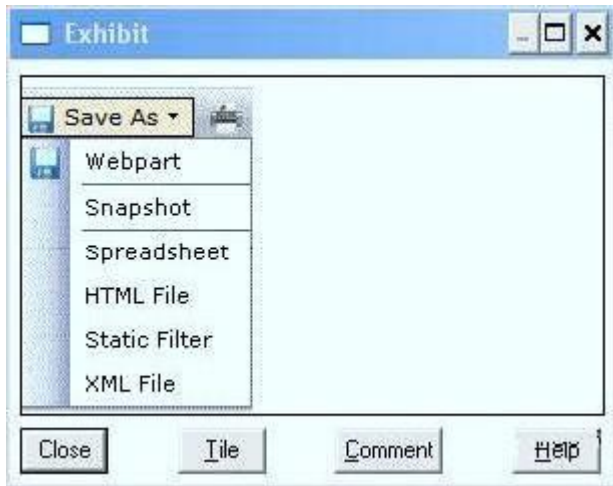 Exhibit
Save As
Webpart
Snapshot
Spreadsheet
HTML File
Static Filter
XML File
Close Tile Comment Help